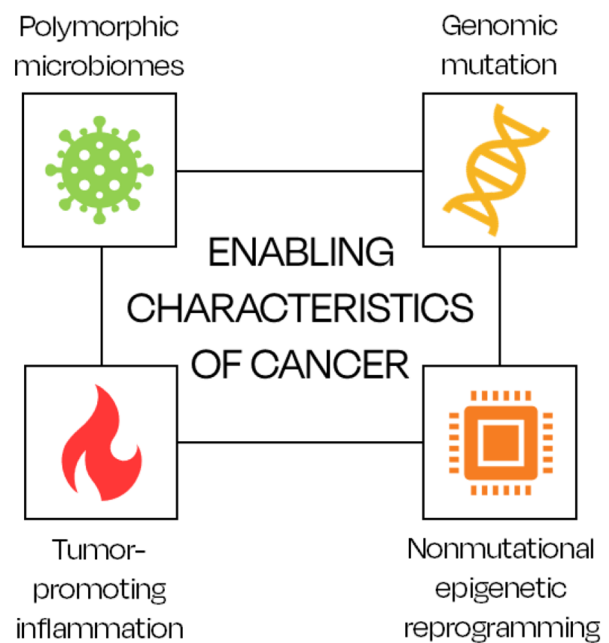 Polymorphic
microbiomes
Genomic
mutation
ENABLING
CHARACTERISTICS
OF CANCER
Tumor-
promoting
inflammation
Nonmutational
epigenetic
reprogramming